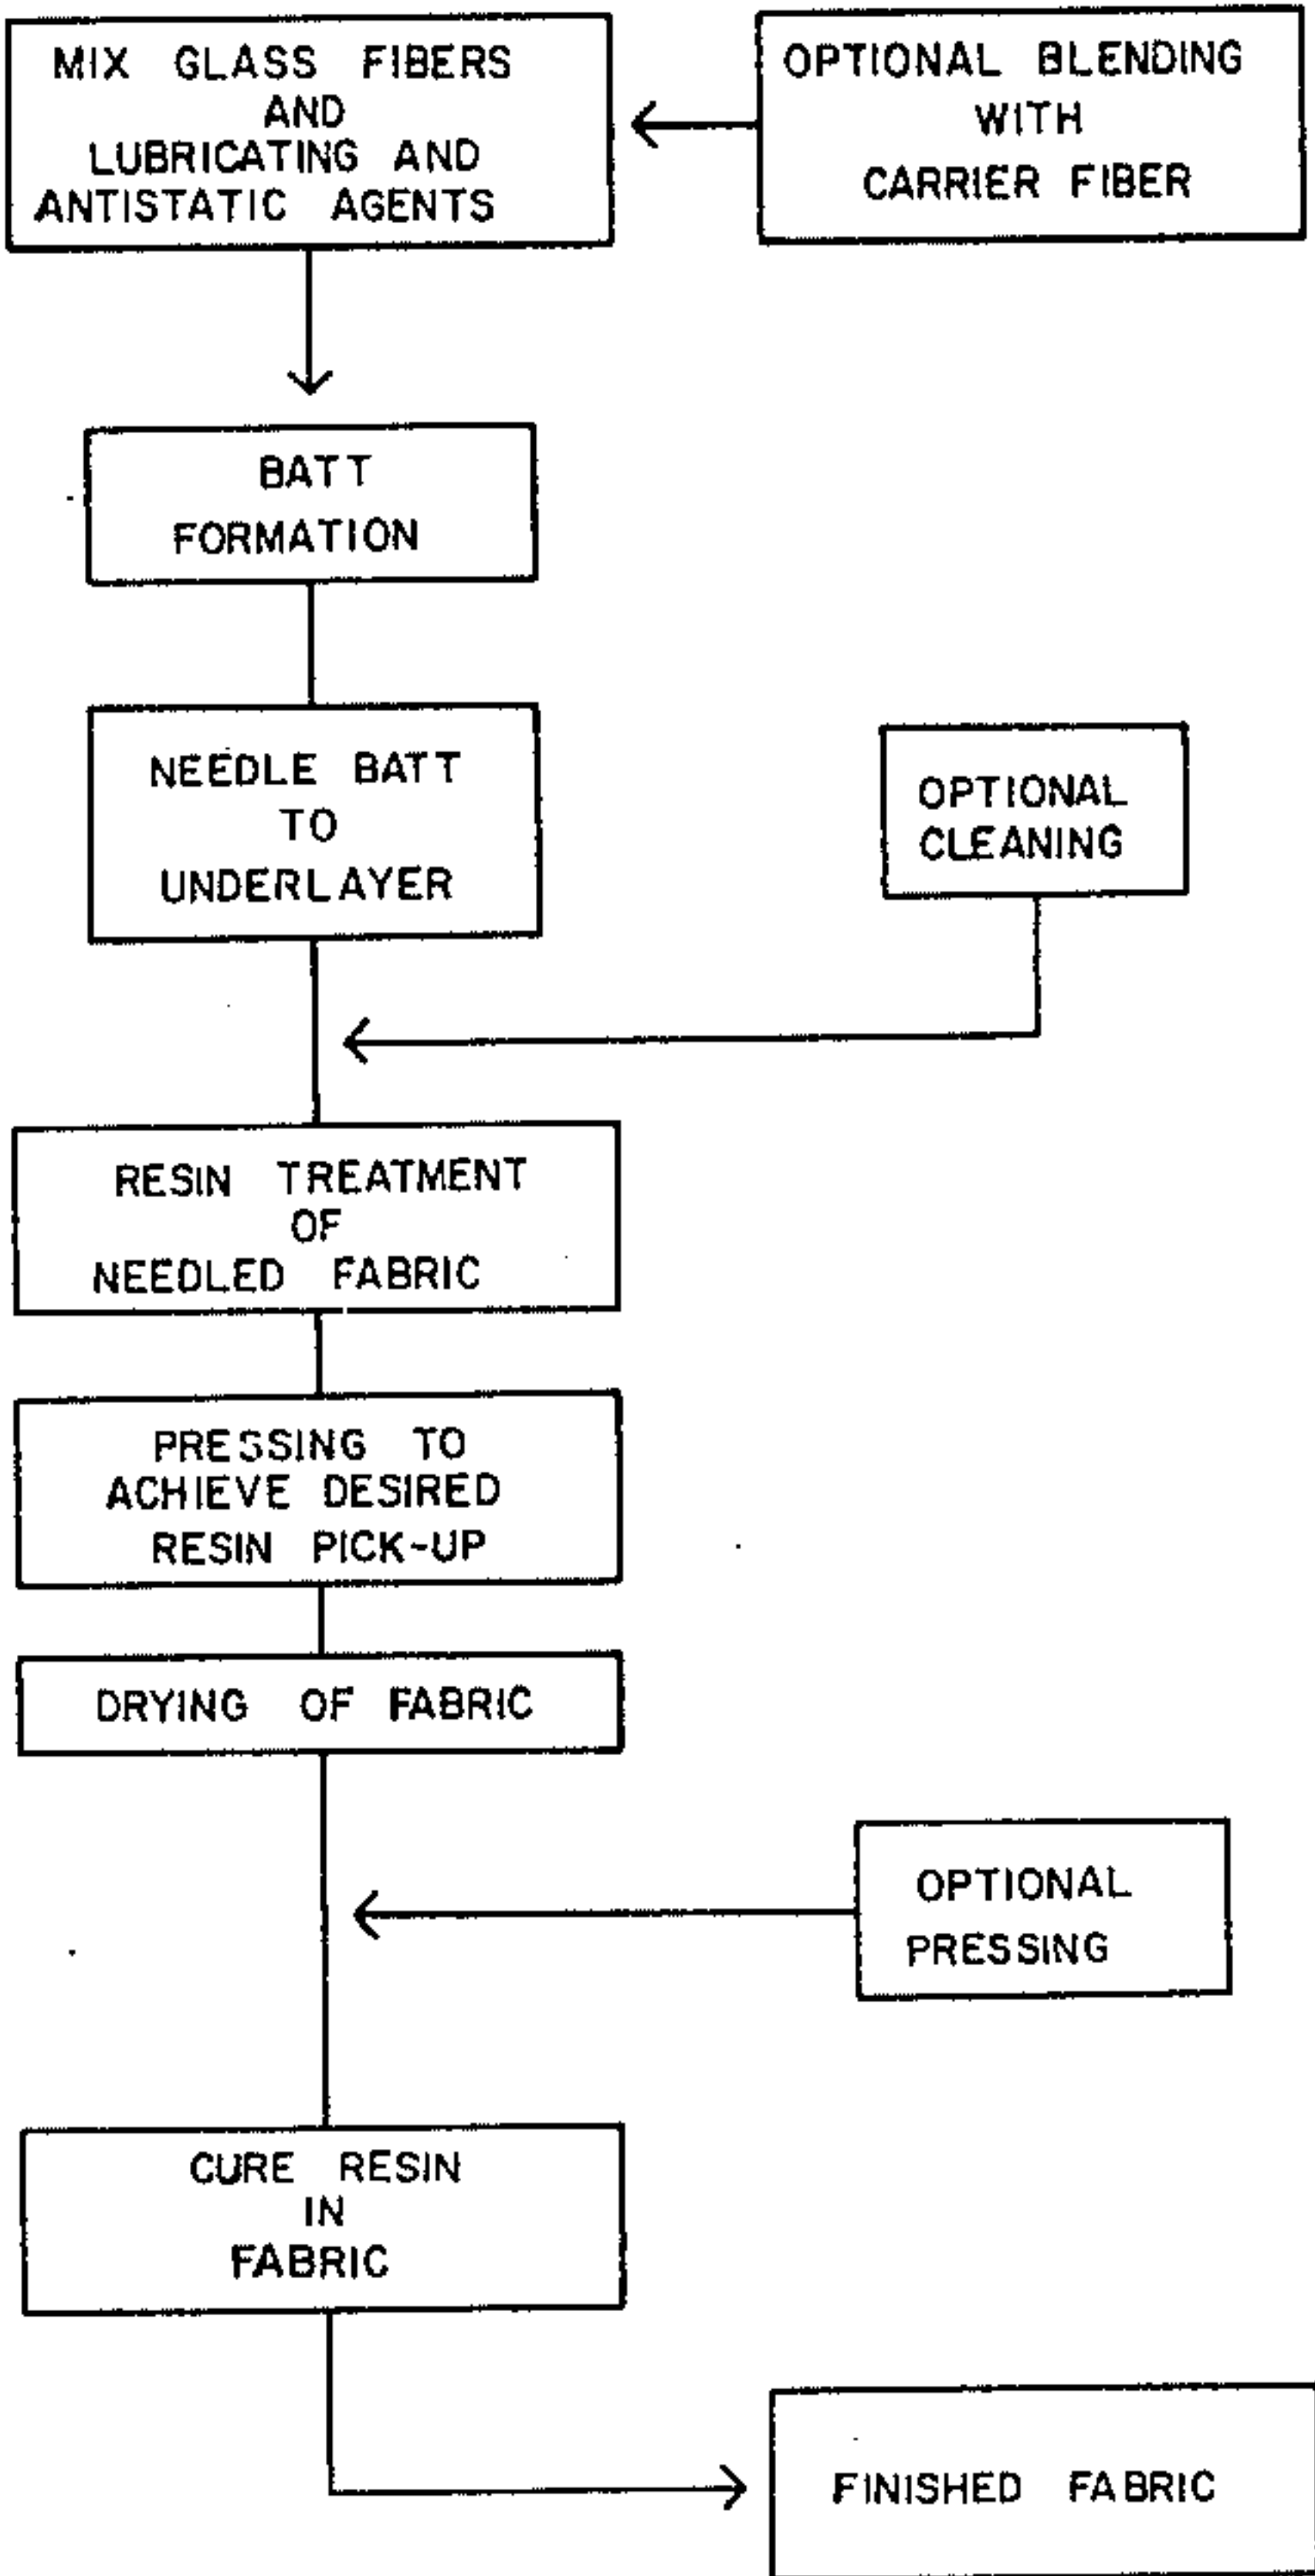 MIX GLASS FIBERS
AND
LUBRICATING AND
ANTISTATIC AGENTS
OPTIONAL BLENDING
WITH
CARRIER FIBER
BATT
FORMATION
NEEDLE BATT
TO
UNDERLAYER
OPTIONAL
CLEANING
RESIN TREATMENT
OF
NEEDLED FABRIC
PRESSING TO
ACHIEVE DESIRED
RESIN PICK-UP
DRYING OF FABRIC
OPTIONAL
PRESSING
CURE RESIN
IN
FABRIC
FINISHED FABRIC